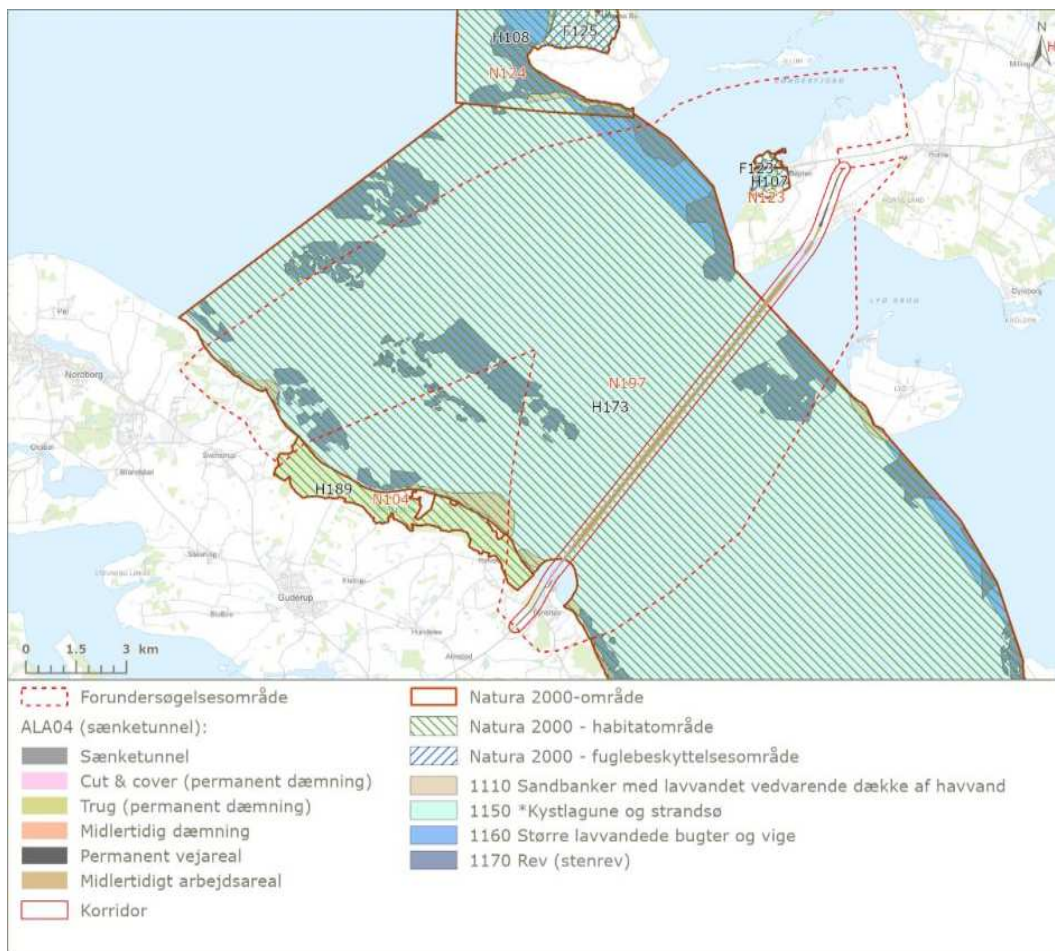 H108
F125
N
N124
F123
H107
N123
Nordborg
N197
H173
H189
N104
Guderup
0 1.5 3 km
Forundersøgelsesområde
ALA04 (sænketunnel):
Sænketunnel
Cut & cover (permanent dæmning)
Trug (permanent dæmning)
Midlertidig dæmning
Permanent vejareal
Midlertidigt arbejdsareal
Korridor
Natura 2000-område
Natura 2000 - habitatområde
Natura 2000 - fuglebeskyttelsesområde
1110 Sandbanker med lavvandet vedvarende dække af havvand
1150 *Kystlagune og strandsø
1160 Større lavvandede bugter og vige
1170 Rev (stenrev)